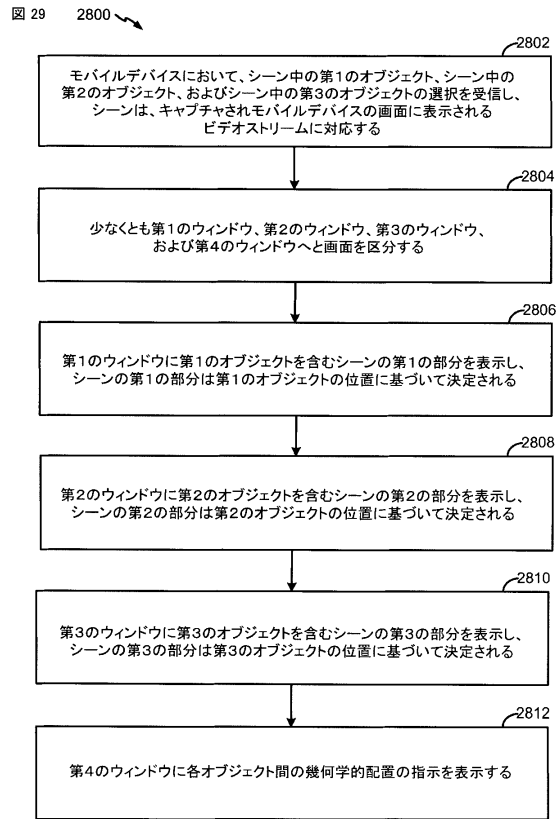 図 29 2800
2802
モバイルデバイスにおいて、シーン中の第1のオブジェクト、シーン中の
第2のオブジェクト、およびシーン中の第3のオブジェクトの選択を受信し、
シーンは、キャプチャされモバイルデバイスの画面に表示される
ビデオストリームに対応する
2804
少なくとも第1のウィンドウ、第2のウィンドウ、第3のウィンドウ、
および第4のウィンドウへと画面を区分する
2806
第1のウィンドウに第1のオブジェクトを含むシーンの第1の部分を表示し、
シーンの第1の部分は第1のオブジェクトの位置に基づいて決定される
2808
第2のウィンドウに第2のオブジェクトを含むシーンの第2の部分を表示し、
シーンの第2の部分は第2のオブジェクトの位置に基づいて決定される
2810
第3のウィンドウに第3のオブジェクトを含むシーンの第3の部分を表示し、
シーンの第3の部分は第3のオブジェクトの位置に基づいて決定される
2812
第4のウィンドウに各オブジェクト間の幾何学的配置の指示を表示する